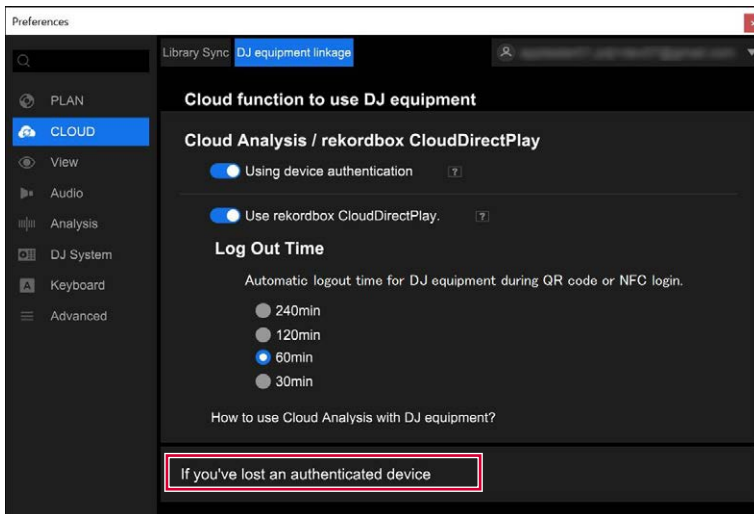 Preferences
Library Sync DJ equipment linkage
PLAN
CLOUD
View
Audio
Analysis
DJ System
A Keyboard
Advanced
Cloud function to use DJ equipment
Cloud Analysis / rekordbox CloudDirectPlay
Using device authentication ?
Use rekordbox CloudDirectPlay. ?
Log Out Time
Automatic logout time for DJ equipment during QR code or NFC login.
240min
120min
60min
30min
How to use Cloud Analysis with DJ equipment?
If you've lost an authenticated device